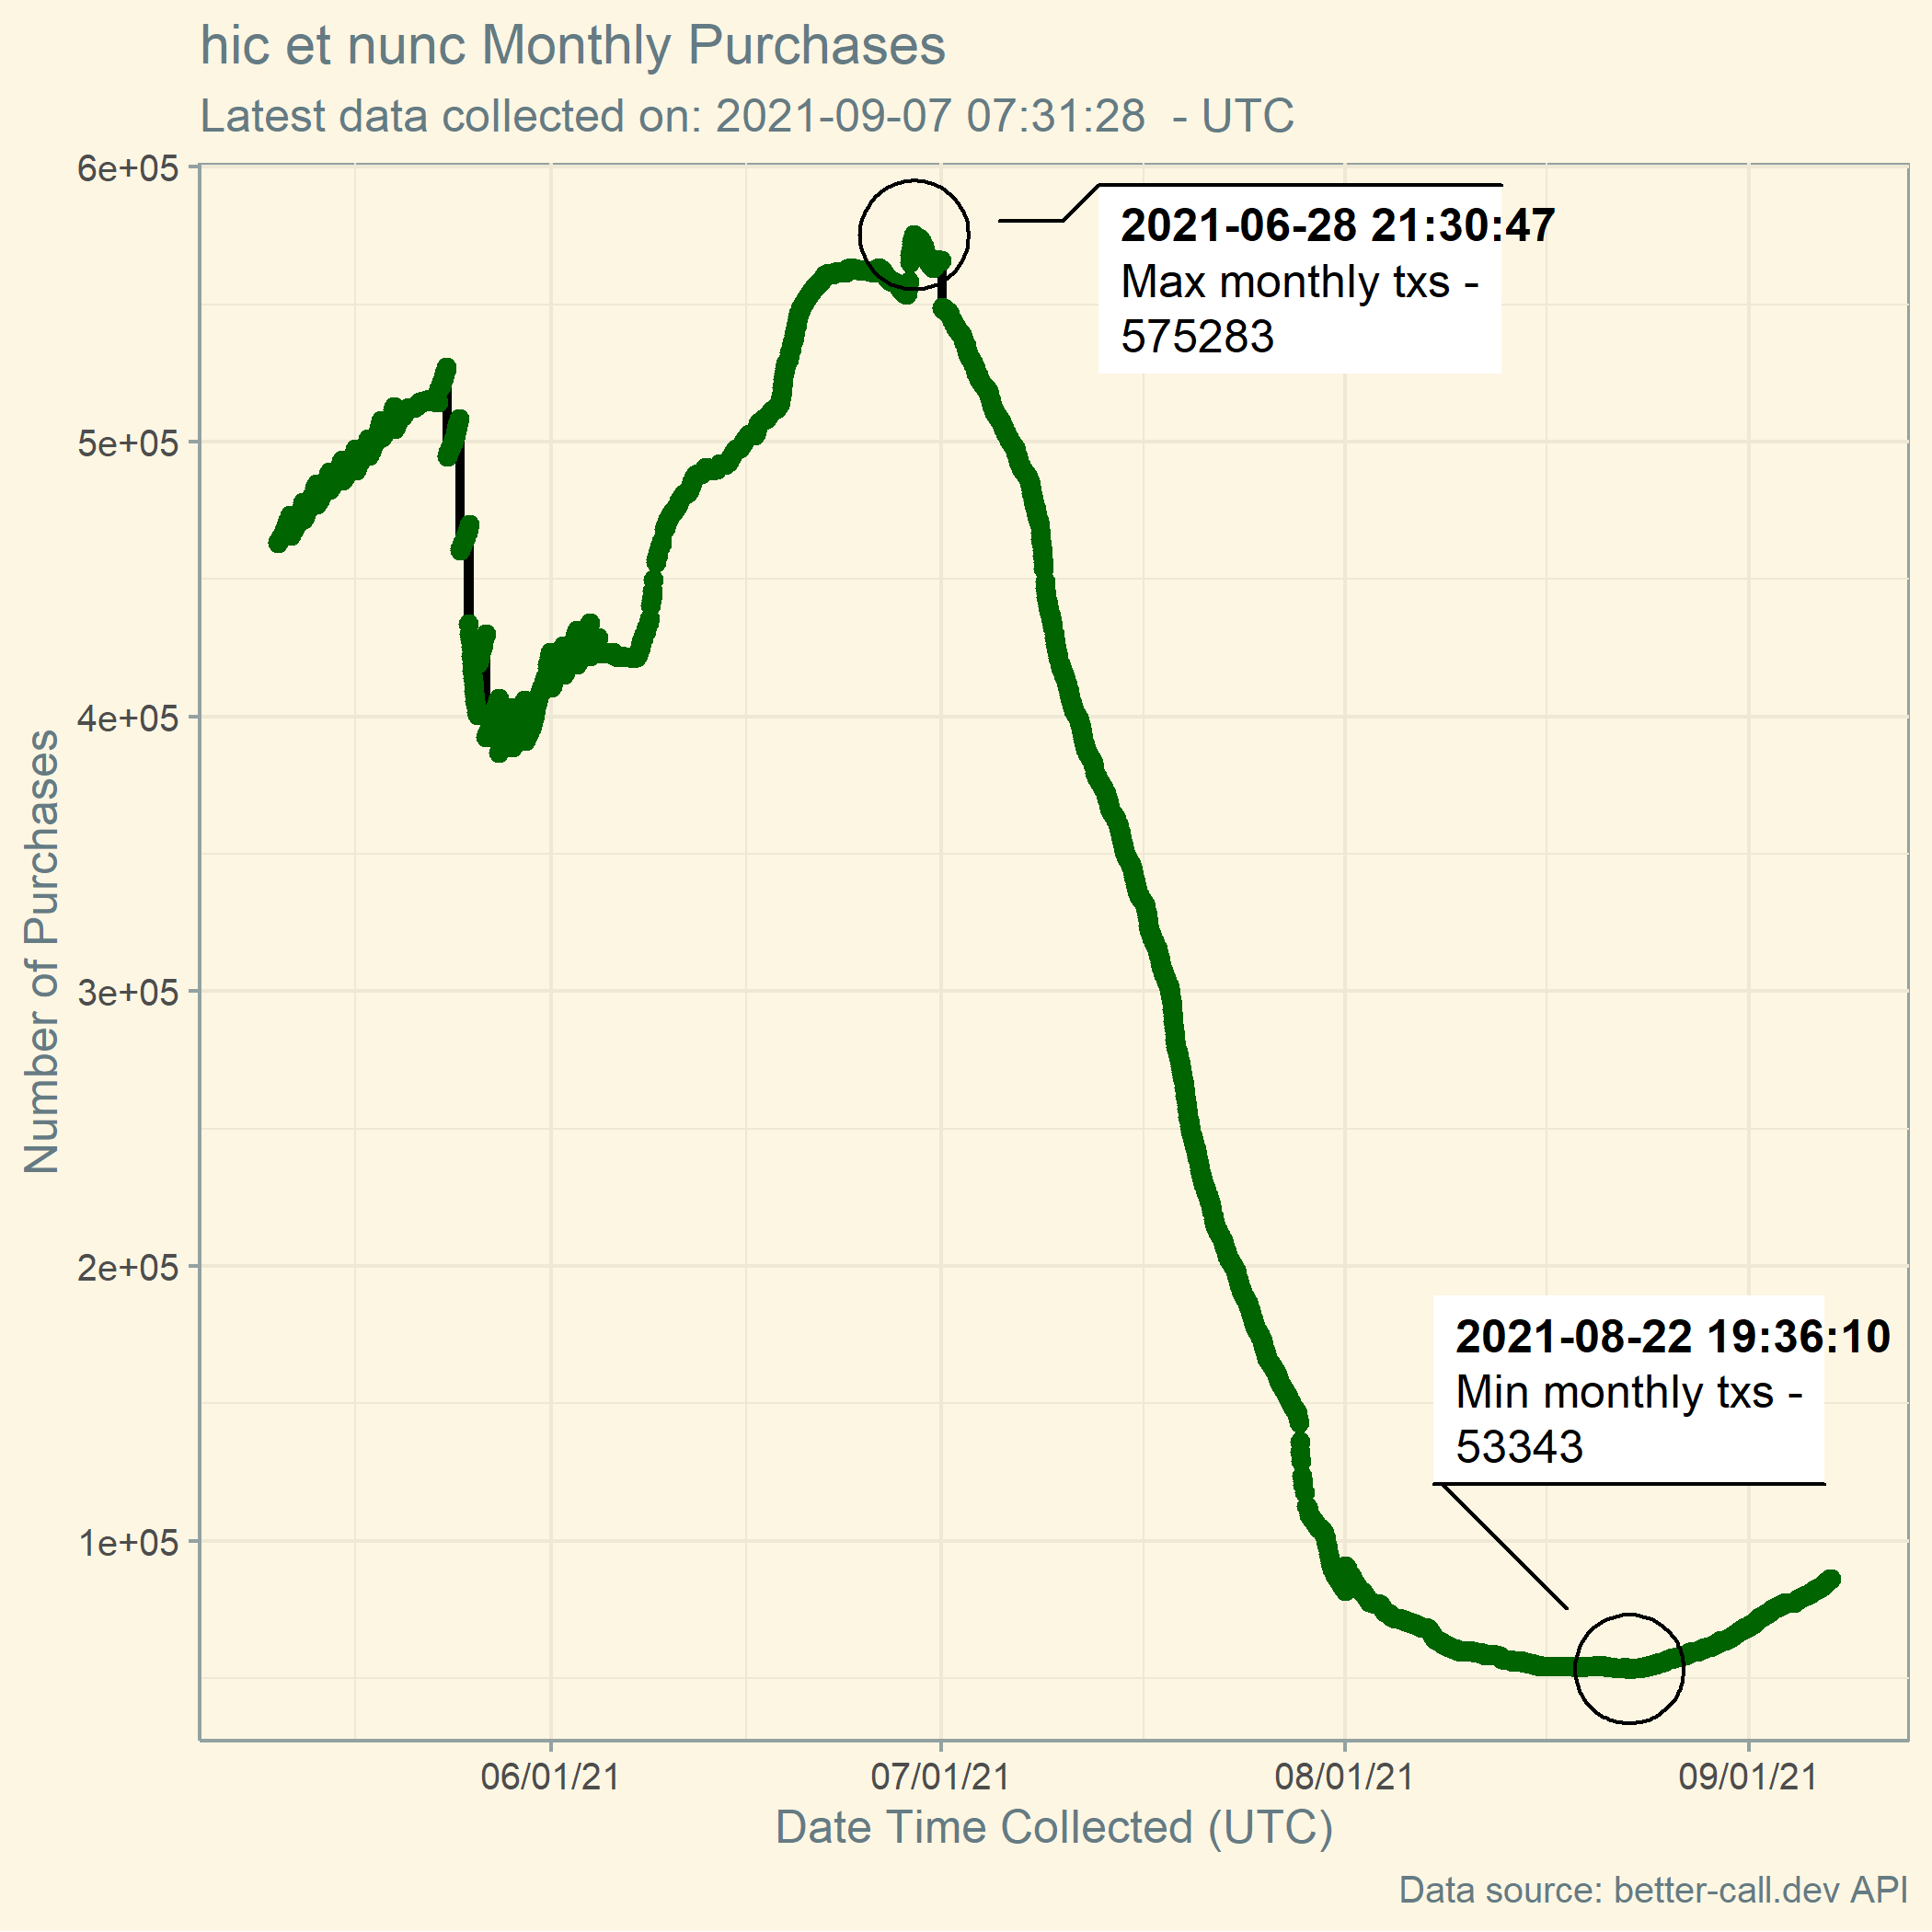 hic et nunc Monthly Purchases
Latest data collected on: 2021-09-07 07:31:28  - UTC
6e+05
5e+05
4e+05
3e+05
2e+05
1e+05
Number of Purchases
2021-06-28 21:30:47
Max monthly txs -
575283
2021-08-22 19:36:10
Min monthly txs -
53343
06/01/21
07/01/21
08/01/21
09/01/21
Date Time Collected (UTC)
Data source: better-call.dev API